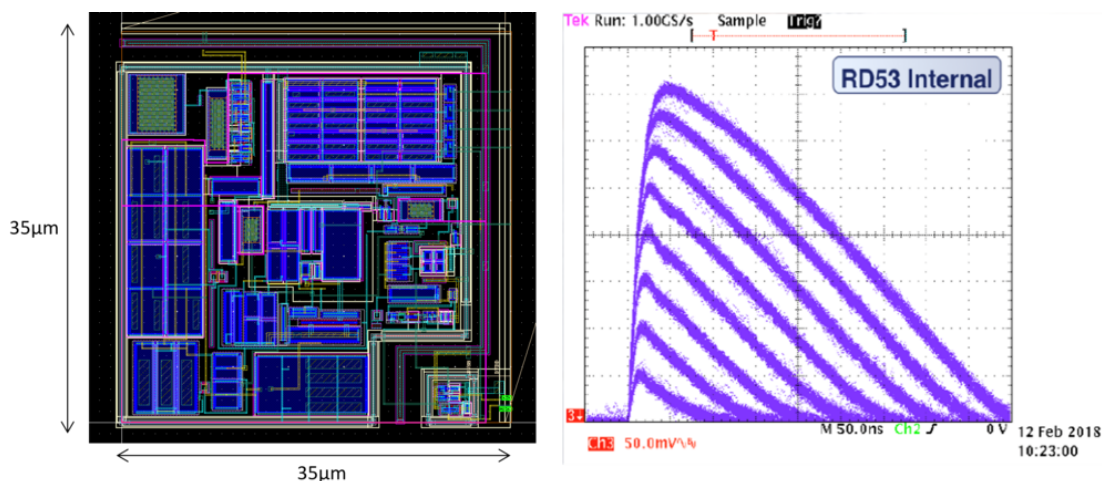 35µm
35µm
Tek Run: 1.00GS/s Sample Trig?
RD53 Internal
3
Ch3 50.0mV
M 50.0ns Ch2 0 V
12 Feb 2018
10:23:00